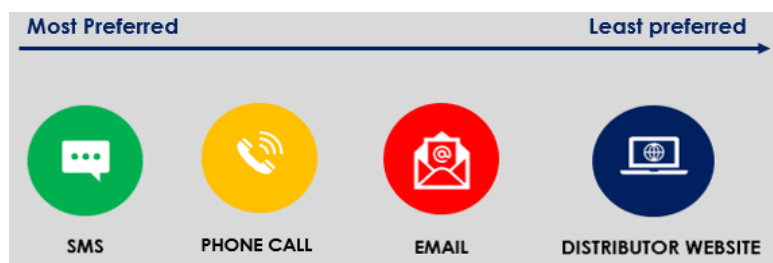 Most Preferred
Least preferred
@
SMS
PHONE CALL
EMAIL
DISTRIBUTOR WEBSITE